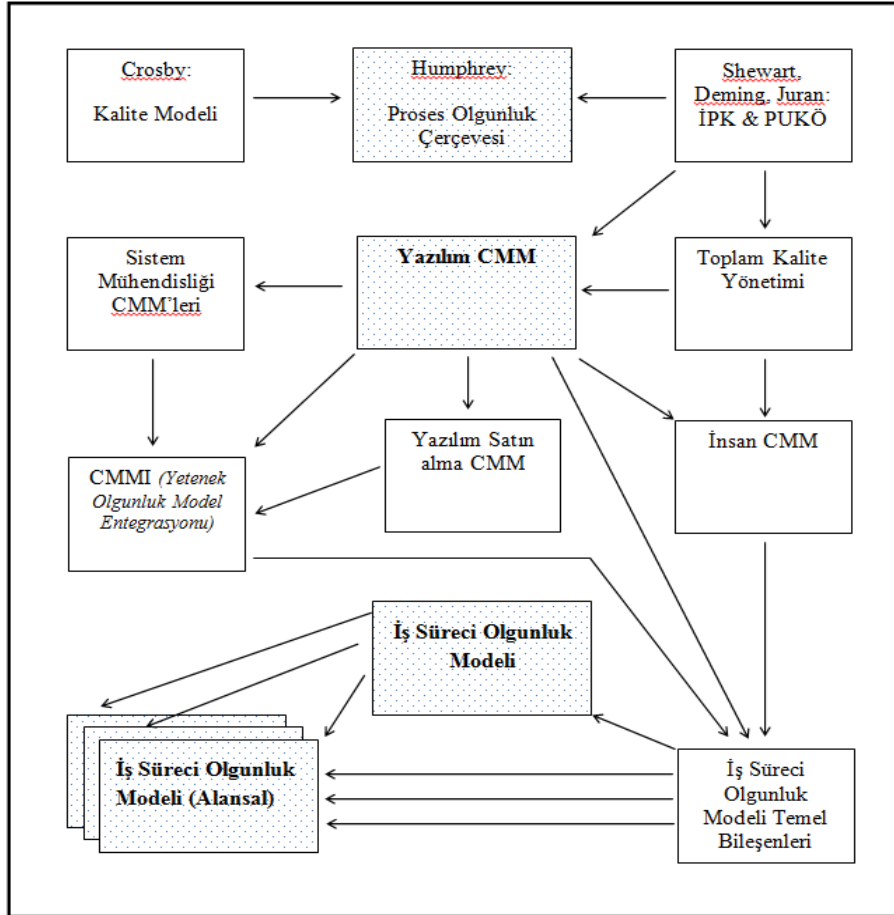 Crosby:
Kalite Modeli
Humphrey:
Proses Olgunluk
Çerçevesi
Shewart,
Deming, Juran:
İPK & PUKÖ
Sistem
Mühendisliği
CMM'leri
Yazılım CMM
Toplam Kalite
Yönetimi
CMMI (Yetenek
Olgunluk Model
Entegrasyonu)
Yazılım Satın
alma CMM
İnsan CMM
İş Süreci Olgunluk
Modeli
İş Süreci Olgunluk
Modeli (Alansal)
İş Süreci
Olgunluk
Modeli Temel
Bileşenleri